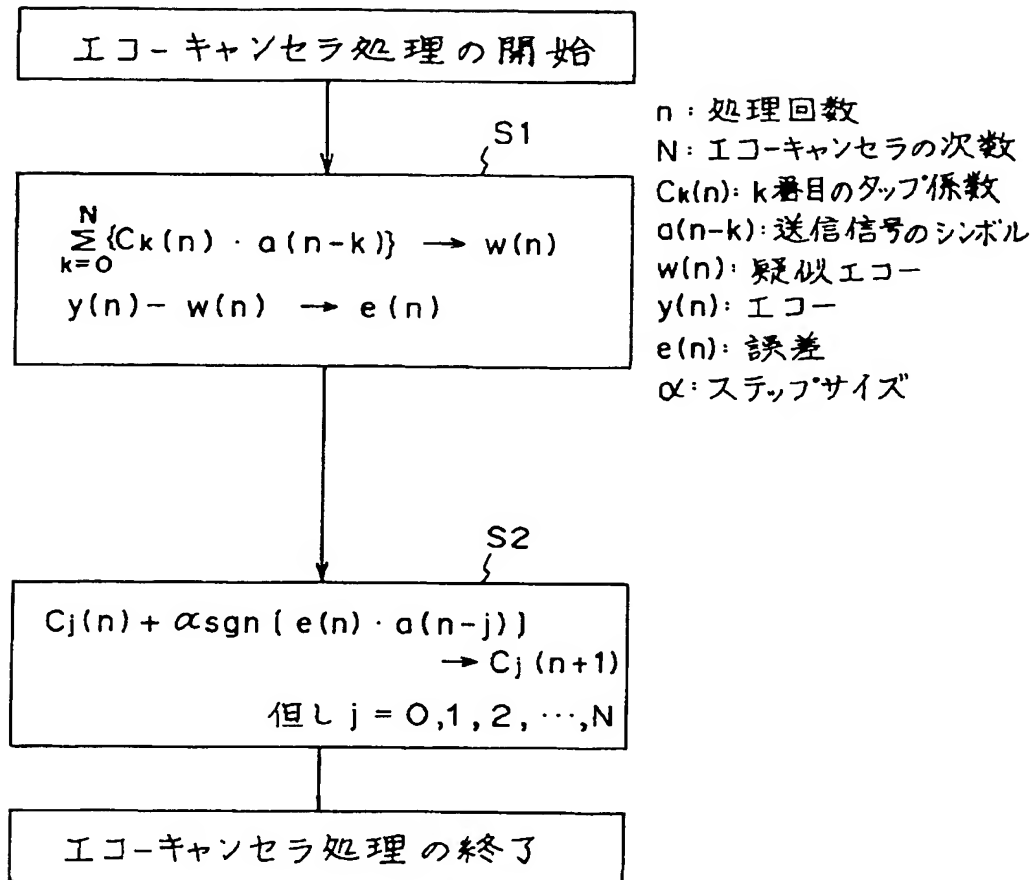 エコーキャンセラ処理の開始
n:処理回数
N:エコーキャンセラの次数
Ck(n):k番目のタップ係数
a(n-k):送信信号のシンボル
w(n):疑似エコー
y(n):エコー
e(n):誤差
α:ステップサイズ
S1
N
Σ{Ck(n)・a(n-k)} → w(n)
k=0
y(n)- w(n) → e(n)
S2
Cj(n)+αsgn[e(n)・a(n-j)]
→ Cj(n+1)
但し j=0,1,2,…,N
エコーキャンセラ処理の終了